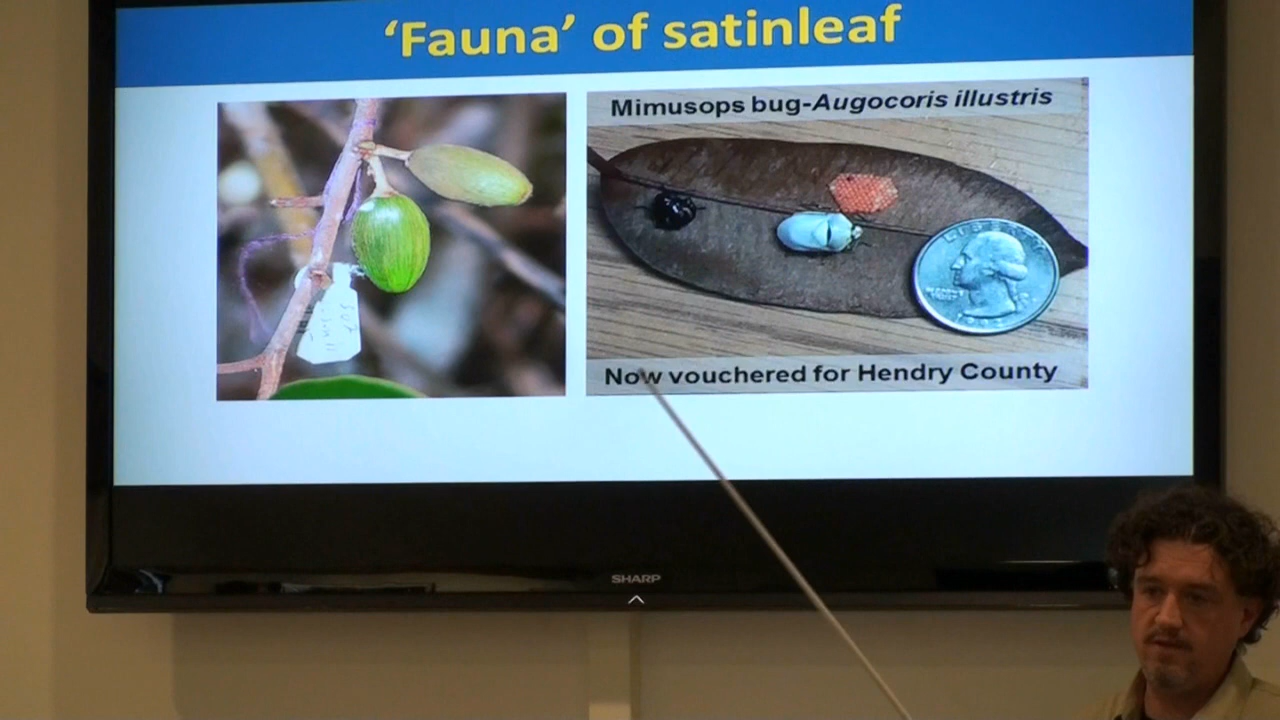 ‘Fauna’ of satinleaf
Mimusops bug-Augocoris illustris
Now vouchered for Hendry County
SHARP